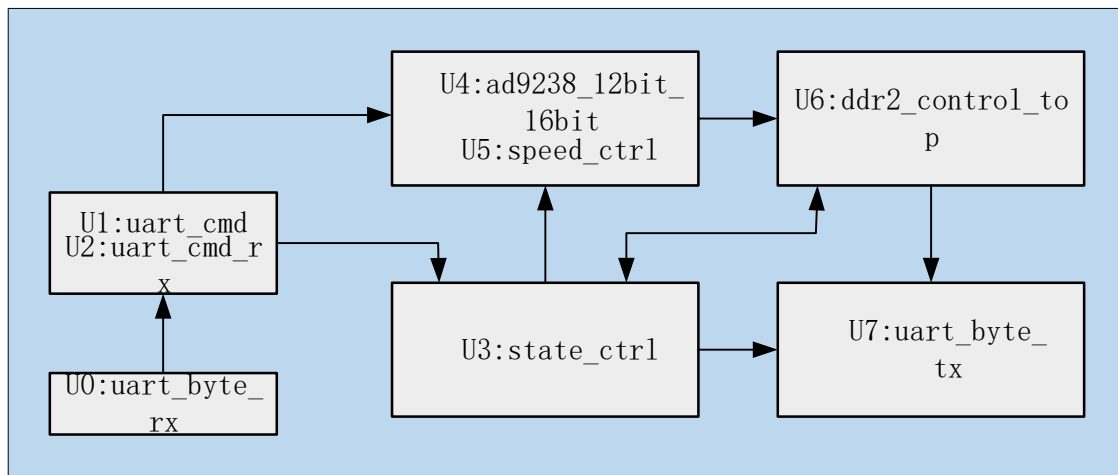 U4:ad9238_12bit_
16bit
U5:speed_ctrl
U6:ddr2_control_to
p
U1:uart_cmd
U2:uart_cmd_r
x
U3:state_ctrl
U7:uart_byte_
tx
U0:uart_byte_
rx